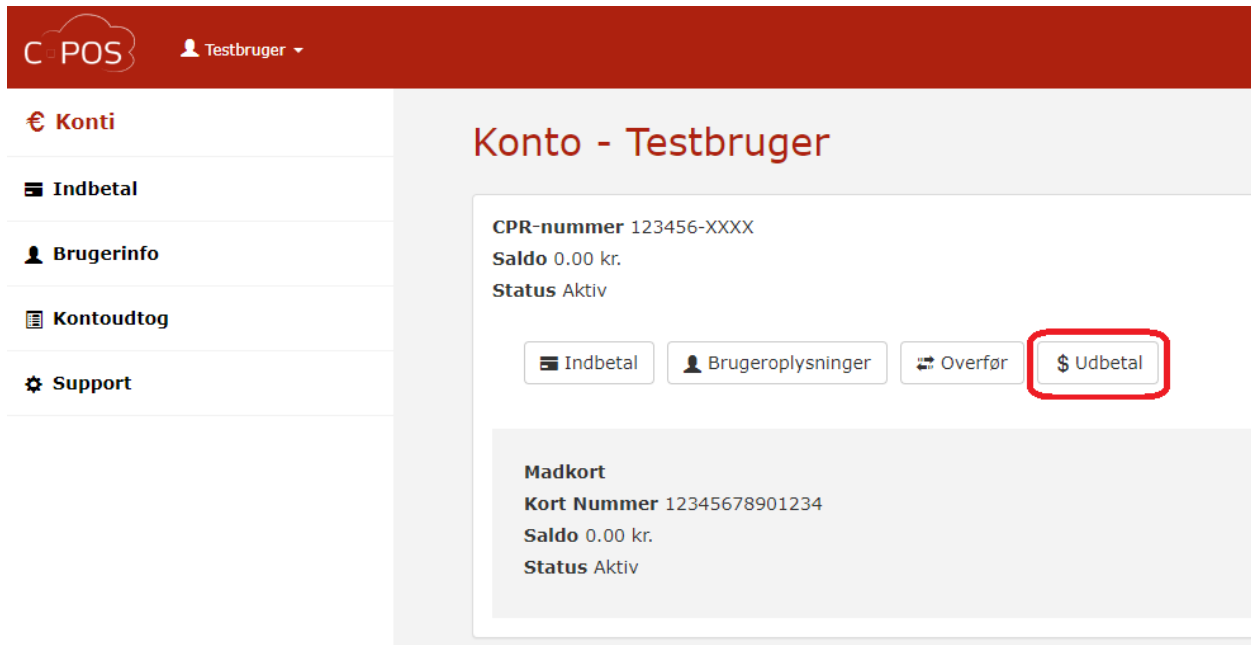 C POS
Testbruger
Konti
Indbetal
Brugerinfo
Kontoudtog
Support
Konto - Testbruger
CPR-nummer 123456-XXXX
Saldo 0.00 kr.
Status Aktiv
Indbetal Brugeroplysninger Overfør $ Udbetal
Madkort
Kort Nummer 12345678901234
Saldo 0.00 kr.
Status Aktiv